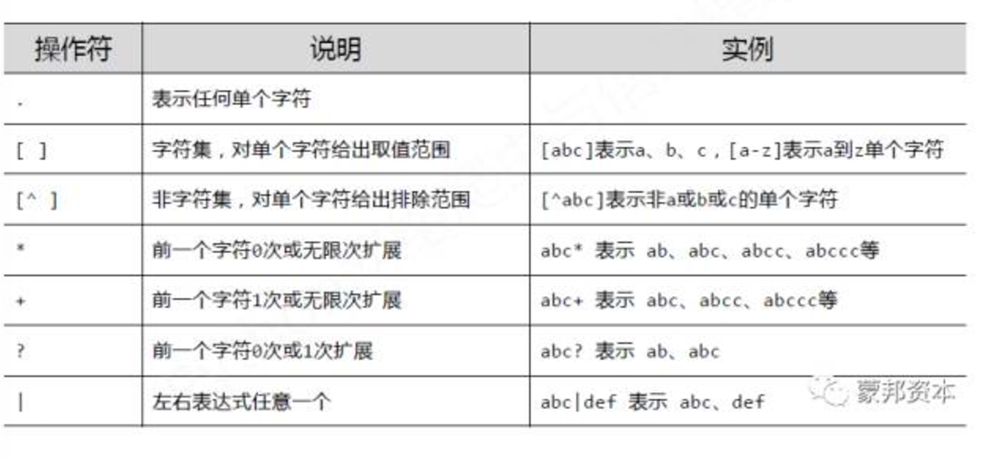 操作符 说明 实例
. 表示任何单个字符
[ ] 字符集，对单个字符给出取值范围 [abc]表示a、b、c，[a-z]表示a到z单个字符
[^ ] 非字符集，对单个字符给出排除范围 [^abc]表示非a或b或c的单个字符
* 前一个字符0次或无限次扩展 abc* 表示 ab、abc、abcc、abccc等
+ 前一个字符1次或无限次扩展 abc+ 表示 abc、abcc、abccc等
? 前一个字符0次或1次扩展 abc? 表示 ab、abc
| 左右表达式任意一个 abc|def 表示 abc、def
蒙邦资本